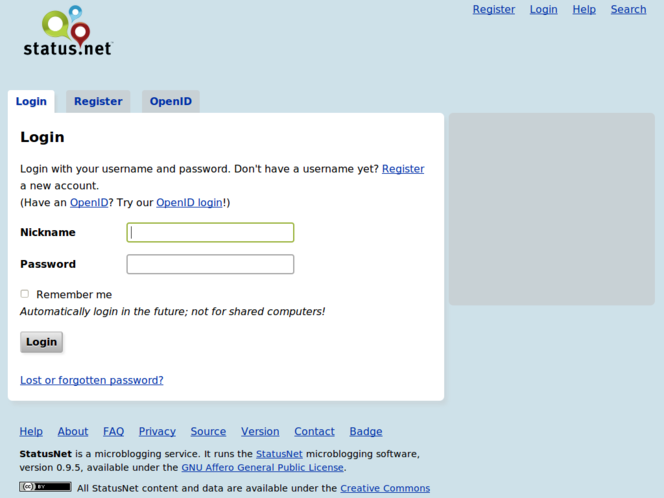 Register Login Help Search
status.net
Login Register OpenID
Login
Login with your username and password. Don't have a username yet? Register
a new account.
(Have an OpenID? Try our OpenID login!)
Nickname
Password
Remember me
Automatically login in the future; not for shared computers!
Login
Lost or forgotten password?
Help About FAQ Privacy Source Version Contact Badge
StatusNet is a microblogging service. It runs the StatusNet microblogging software,
version 0.9.5, available under the GNU Affero General Public License.
(cc) BY All StatusNet content and data are available under the Creative Commons